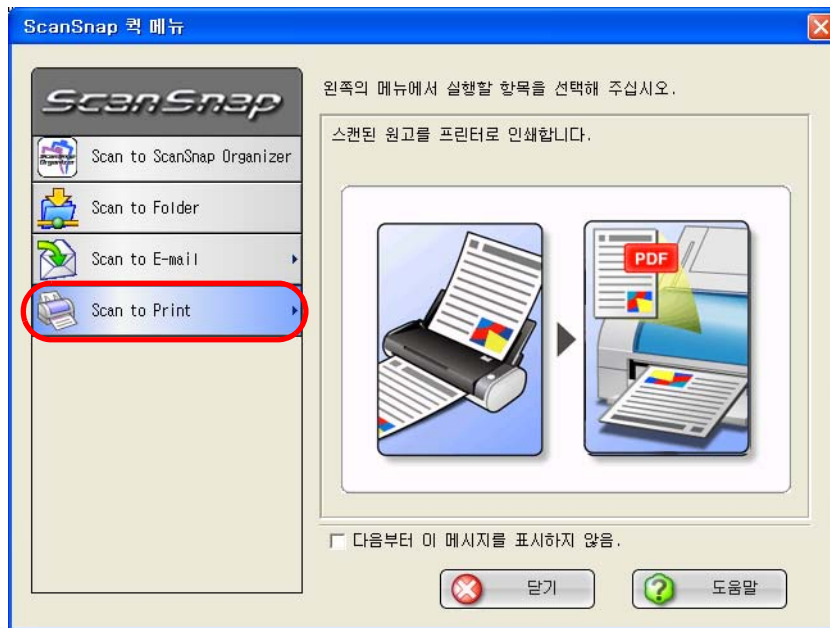 ScanSnap 퀵 메뉴
ScanSnap
왼쪽의 메뉴에서 실행할 항목을 선택해 주십시오.
스캔된 원고를 프린터로 인쇄합니다.
Scan to ScanSnap Organizer
Scan to Folder
Scan to E-mail
Scan to Print
PDF
다음부터 이 메시지를 표시하지 않음.
닫기
도움말